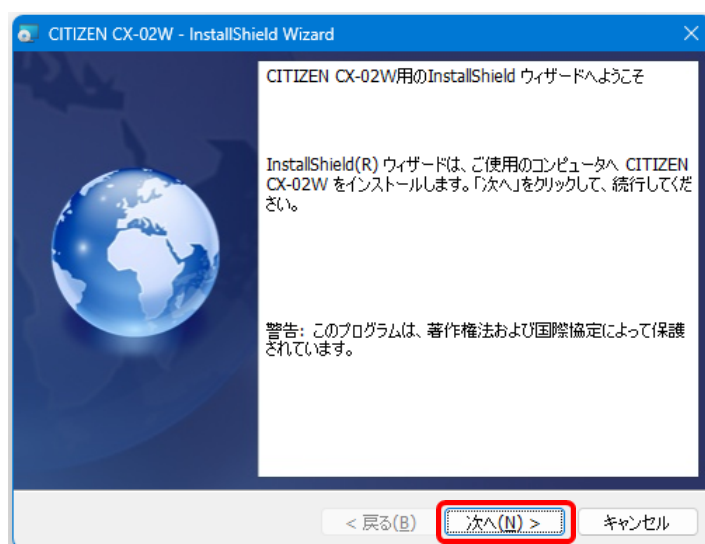 CITIZEN CX-02W - InstallShield Wizard
CITIZEN CX-02W用のInstallShield ウィザードへようこそ
InstallShield(R) ウィザードは、ご使用のコンピュータへ CITIZEN
CX-02W をインストールします。「次へ」をクリックして、続行してくだ
さい。
警告: このプログラムは、著作権法および国際協定によって保護
されています。
< 戻る(B)
次へ(N) >
キャンセル